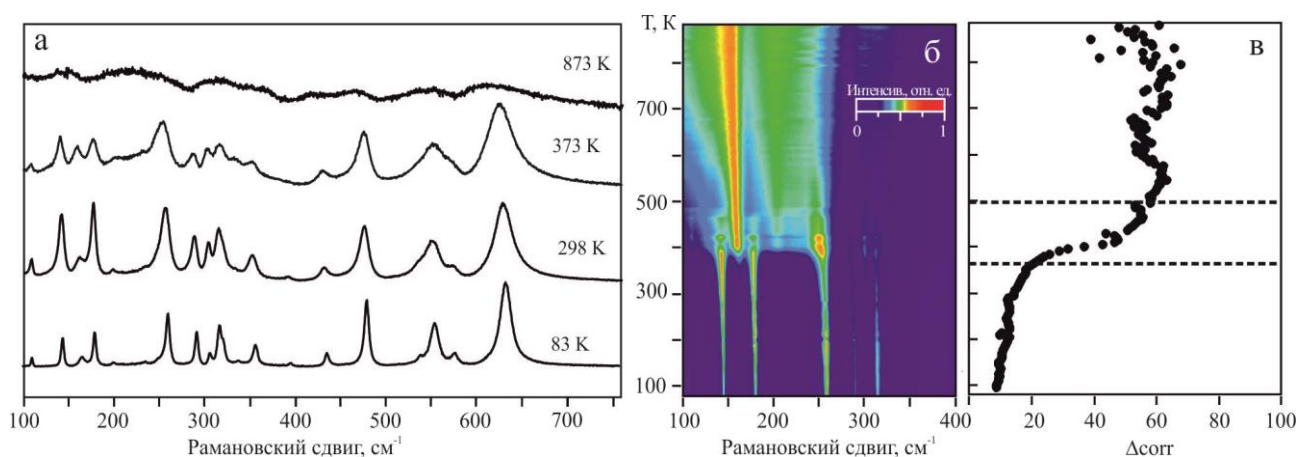 а
873 K
373 K
298 K
83 K
100 200 300 400 500 600 700
Рамановский сдвиг, см-1
T, K
б
Интенсив., отн. ед.
0 1
700
500
300
100
100 200 300 400
Рамановский сдвиг, см-1
в
0 20 40 60 80 100
Δcorr